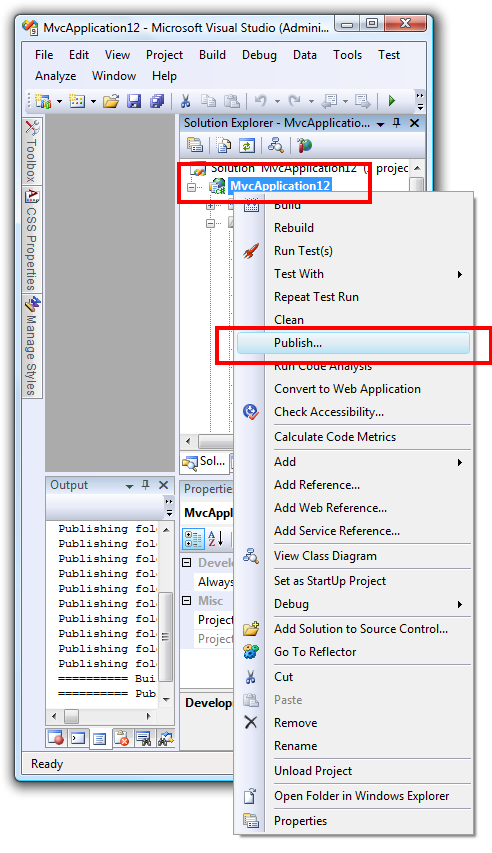 MvcApplication12 - Microsoft Visual Studio (Admini...
File Edit View Project Build Debug Data Tools Test
Analyze Window Help
Toolbox
CSS Properties
Manage Styles
Solution Explorer - MvcApplicatio...
Solution 'MvcApplication12' (1 projec
MvcApplication12
Build
Rebuild
Run Test(s)
Test With
Repeat Test Run
Clean
Publish...
Run Code Analysis
Convert to Web Application
Check Accessibility...
Calculate Code Metrics
Add
Add Reference...
Add Web Reference...
Add Service Reference...
View Class Diagram
Set as StartUp Project
Debug
Add Solution to Source Control...
Go To Reflector
Cut
Paste
Remove
Rename
Unload Project
Open Folder in Windows Explorer
Properties
Sol...
Output
Publishing fol
Publishing fol
Publishing fol
Publishing fol
Publishing fol
Publishing fol
Publishing fol
Publishing fol
Publishing fol
Publishing fol
========== Bui
========== Pub
Propertie
MvcAppl
Develo
Always
Misc
Project
Project
Develop
Ready